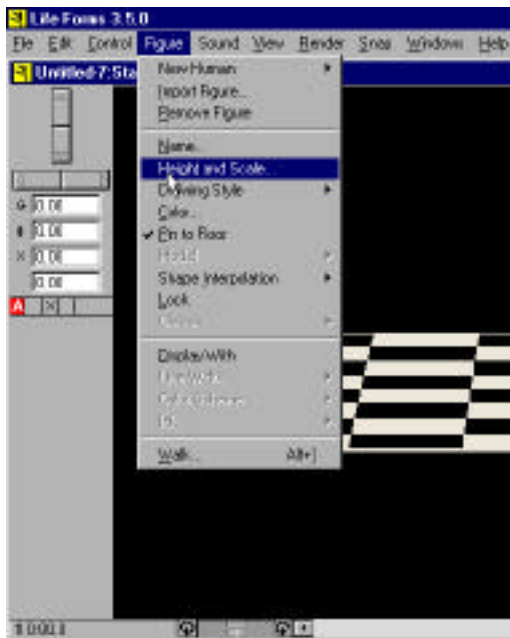 Life Forms 3.5.0
File Edit Control Figure Sound View Render Snap Windows Help
Untitled-7:Sta
New Human
Import Figure...
Remove Figure
Name...
Height and Scale...
Drawing Style
Color...
Pin to Floor
Model
Shape Interpolation
Look
Display With
Walk... Alt+]
0.00
0.00
0.00
0.00
A